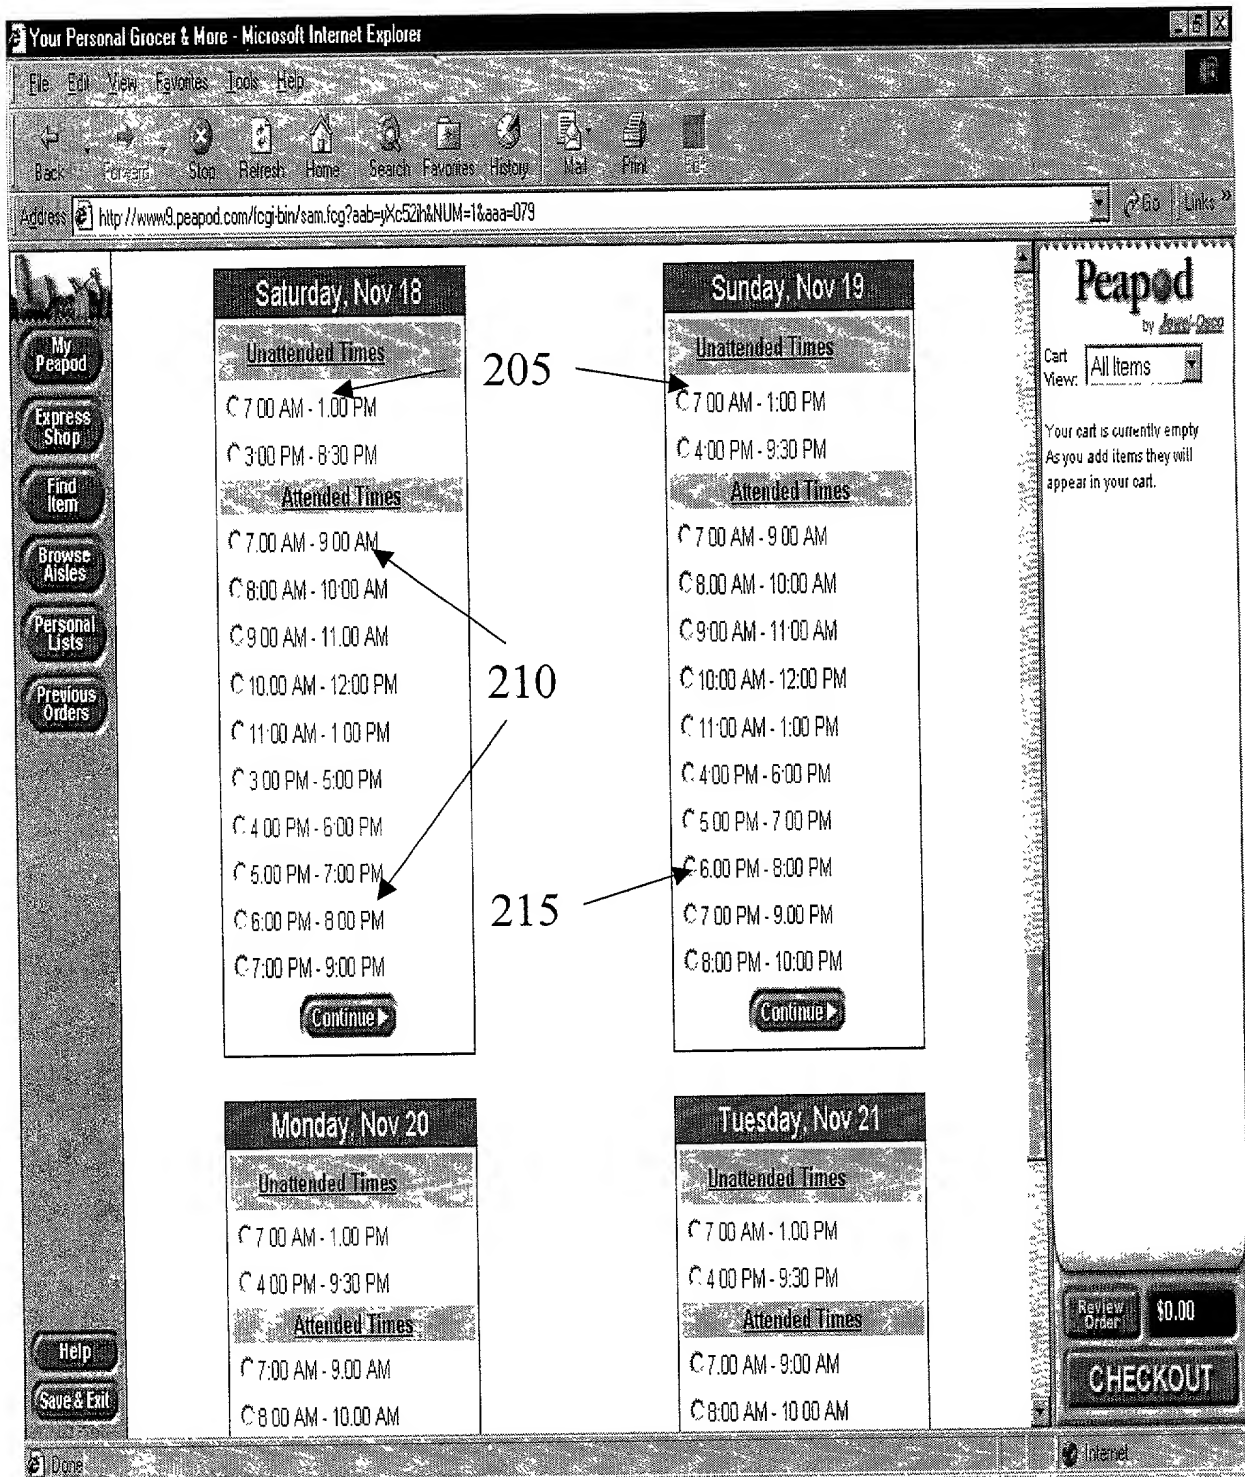 Your Personal Grocer & More - Microsoft Internet Explorer
File Edit View Favorites Tools Help
Back Forward Stop Refresh Home Search Favorites History Mail Print
Address http://www9.peapod.com/fcgi-bin/sam.fcg?aab=yXc52ih&NUM=1&aaa=079 Go Links »
My Peapod
Express Shop
Find Item
Browse Aisles
Personal Lists
Previous Orders
Help
Save & Exit
Saturday, Nov 18
Unattended Times
7:00 AM - 1:00 PM
3:00 PM - 8:30 PM
Attended Times
7:00 AM - 9:00 AM
8:00 AM - 10:00 AM
9:00 AM - 11:00 AM
10:00 AM - 12:00 PM
11:00 AM - 1:00 PM
3:00 PM - 5:00 PM
4:00 PM - 6:00 PM
5:00 PM - 7:00 PM
6:00 PM - 8:00 PM
7:00 PM - 9:00 PM
Continue
205
210
215
Sunday, Nov 19
Unattended Times
7:00 AM - 1:00 PM
4:00 PM - 9:30 PM
Attended Times
7:00 AM - 9:00 AM
8:00 AM - 10:00 AM
9:00 AM - 11:00 AM
10:00 AM - 12:00 PM
11:00 AM - 1:00 PM
4:00 PM - 6:00 PM
5:00 PM - 7:00 PM
6:00 PM - 8:00 PM
7:00 PM - 9:00 PM
8:00 PM - 10:00 PM
Continue
Monday, Nov 20
Unattended Times
7:00 AM - 1:00 PM
4:00 PM - 9:30 PM
Attended Times
7:00 AM - 9:00 AM
8:00 AM - 10:00 AM
Tuesday, Nov 21
Unattended Times
7:00 AM - 1:00 PM
4:00 PM - 9:30 PM
Attended Times
7:00 AM - 9:00 AM
8:00 AM - 10:00 AM
Peapod
by Jewel-Osco
Cart View: All Items
Your cart is currently empty
As you add items they will
appear in your cart.
Review Order $0.00
CHECKOUT
Done
Internet